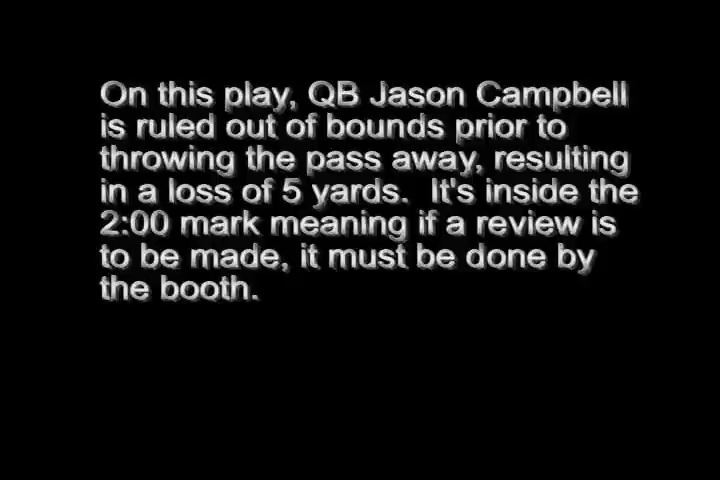 On this play, QB Jason Campbell
is ruled out of bounds prior to
throwing the pass away, resulting
in a loss of 5 yards.  It's inside the
2:00 mark meaning if a review is
to be made, it must be done by
the booth.